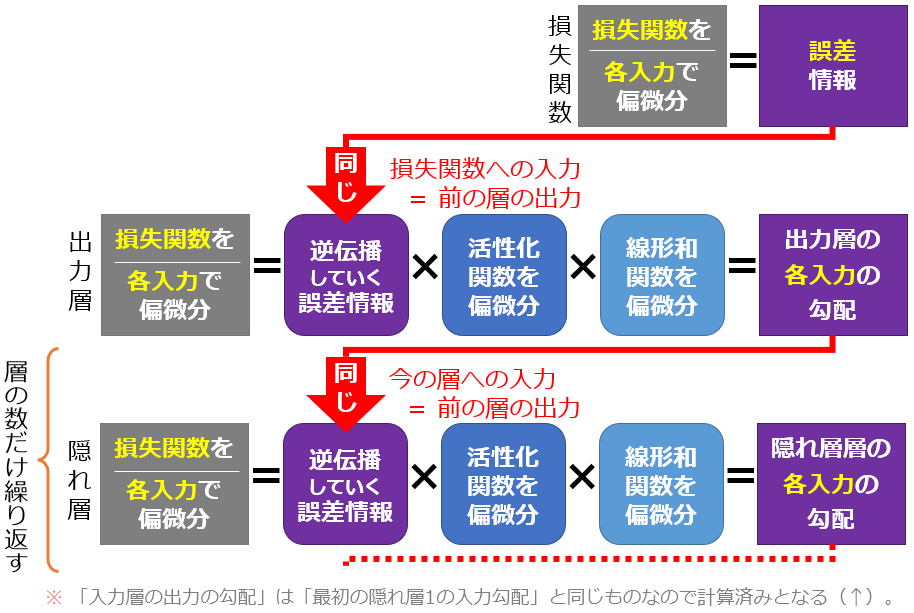 損失関数
損失関数を
各入力で
偏微分
=
誤差
情報
同じ
損失関数への入力
= 前の層の出力
出力層
損失関数を
各入力で
偏微分
=
逆伝播
していく
誤差情報
×
活性化
関数を
偏微分
×
線形和
関数を
偏微分
=
出力層の
各入力の
勾配
同じ
今の層への入力
= 前の層の出力
層の数だけ繰り返す
隠れ層
損失関数を
各入力で
偏微分
=
逆伝播
していく
誤差情報
×
活性化
関数を
偏微分
×
線形和
関数を
偏微分
=
隠れ層層の
各入力の
勾配
※ 「入力層の出力の勾配」は「最初の隠れ層1の入力勾配」と同じものなので計算済みとなる（↑）。